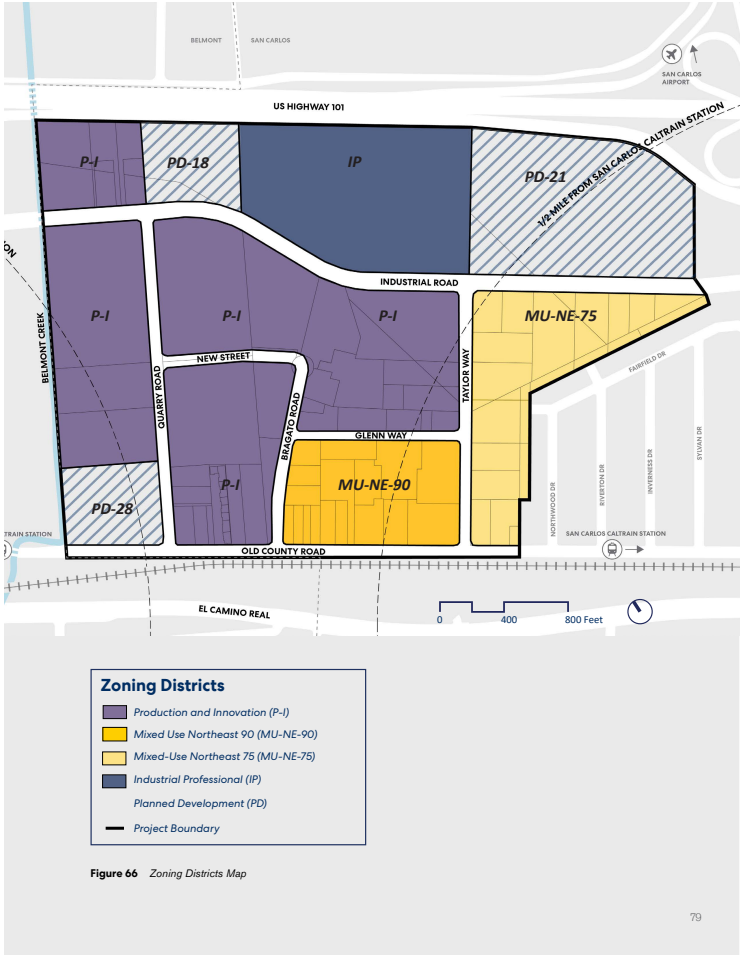 BELMONT
SAN CARLOS
SAN CARLOS
AIRPORT
US HIGHWAY 101
1/2 MILE FROM SAN CARLOS CALTRAIN STATION
P-I
PD-18
IP
PD-21
ON
INDUSTRIAL ROAD
P-I
P-I
P-I
MU-NE-75
BELMONT CREEK
NEW STREET
QUARRY ROAD
BRAGATO ROAD
TAYLOR WAY
FAIRFIELD DR
GLENN WAY
P-I
MU-NE-90
PD-28
NORTHWOOD DR
RIVERTON DR
INVERNESS DR
SYLVAN DR
TRAIN STATION
SAN CARLOS CALTRAIN STATION
OLD COUNTY ROAD
EL CAMINO REAL
0 400 800 Feet
Zoning Districts
Production and Innovation (P-I)
Mixed Use Northeast 90 (MU-NE-90)
Mixed-Use Northeast 75 (MU-NE-75)
Industrial Professional (IP)
Planned Development (PD)
Project Boundary
Figure 66 Zoning Districts Map
79